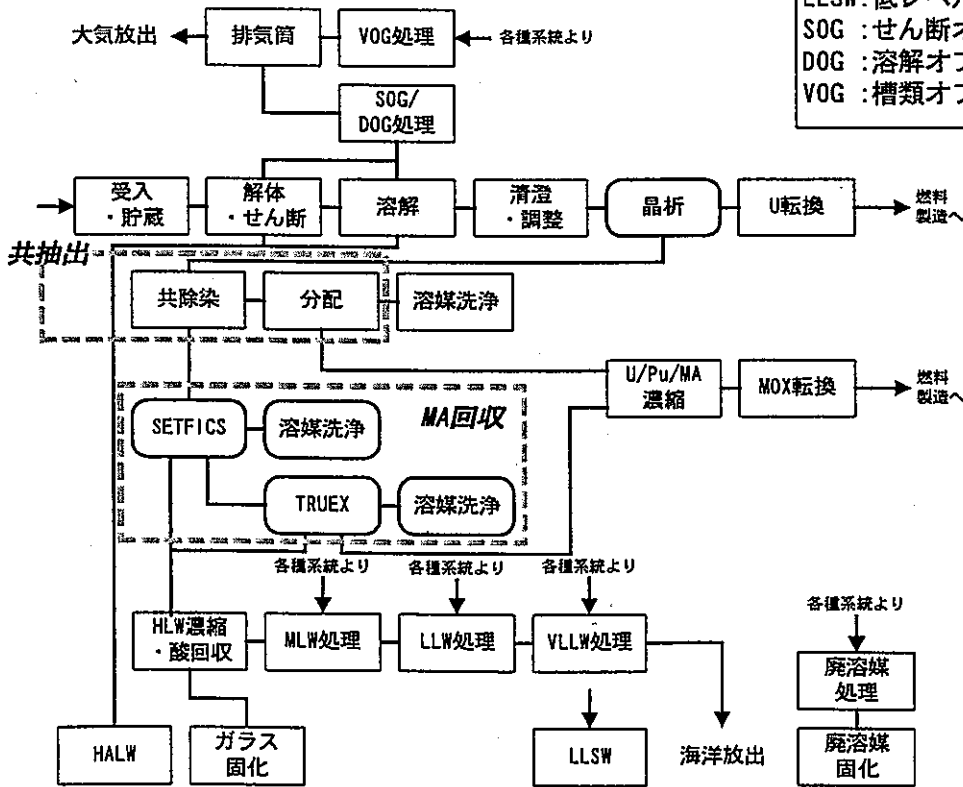 LLSW:低レベル
SOG :せん断オ
DOG :溶解オフ
VOG :槽類オフ
大気放出
排気筒
VOG処理
各種系統より
SOG/
DOG処理
受入
・貯蔵
解体
・せん断
溶解
清澄
・調整
晶析
U転換
燃料
製造へ
共抽出
共除染
分配
溶媒洗浄
U/Pu/MA
濃縮
MOX転換
燃料
製造へ
MA回収
SETFICS
溶媒洗浄
TRUEX
溶媒洗浄
各種系統より
各種系統より
各種系統より
各種系統より
HLW濃縮
・酸回収
MLW処理
LLW処理
VLLW処理
廃溶媒
処理
HALW
ガラス
固化
LLSW
海洋放出
廃溶媒
固化